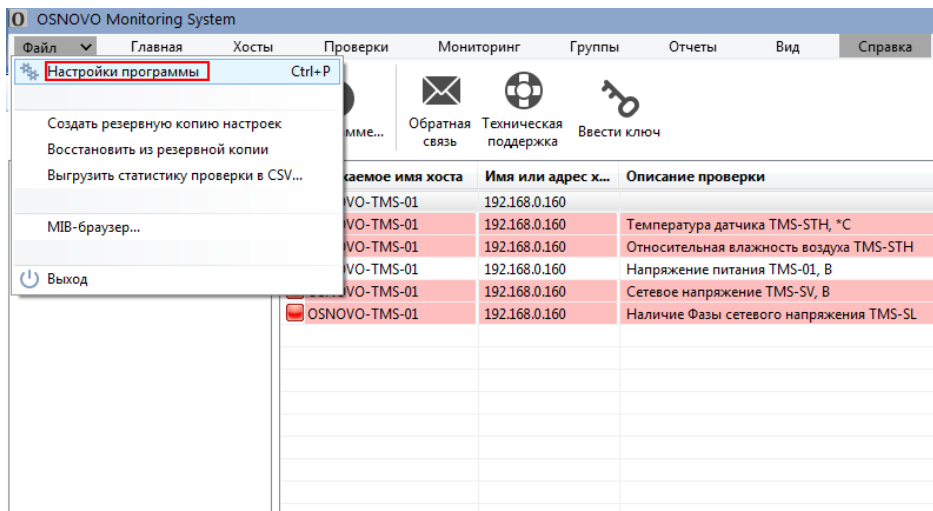 OSNOVO Monitoring System
Файл Главная Хосты Проверки Мониторинг Группы Отчеты Вид Справка
Настройки программы Ctrl+P
Создать резервную копию настроек
Восстановить из резервной копии
Выгрузить статистику проверки в CSV...
MIB-браузер...
Выход
Обратная связь
Техническая поддержка
Ввести ключ
имя хоста Имя или адрес х... Описание проверки
192.168.0.160
192.168.0.160 Температура датчика TMS-STH, *C
192.168.0.160 Относительная влажность воздуха TMS-STH
192.168.0.160 Напряжение питания TMS-01, В
192.168.0.160 Сетевое напряжение TMS-SV, В
OSNOVO-TMS-01 192.168.0.160 Наличие Фазы сетевого напряжения TMS-SL